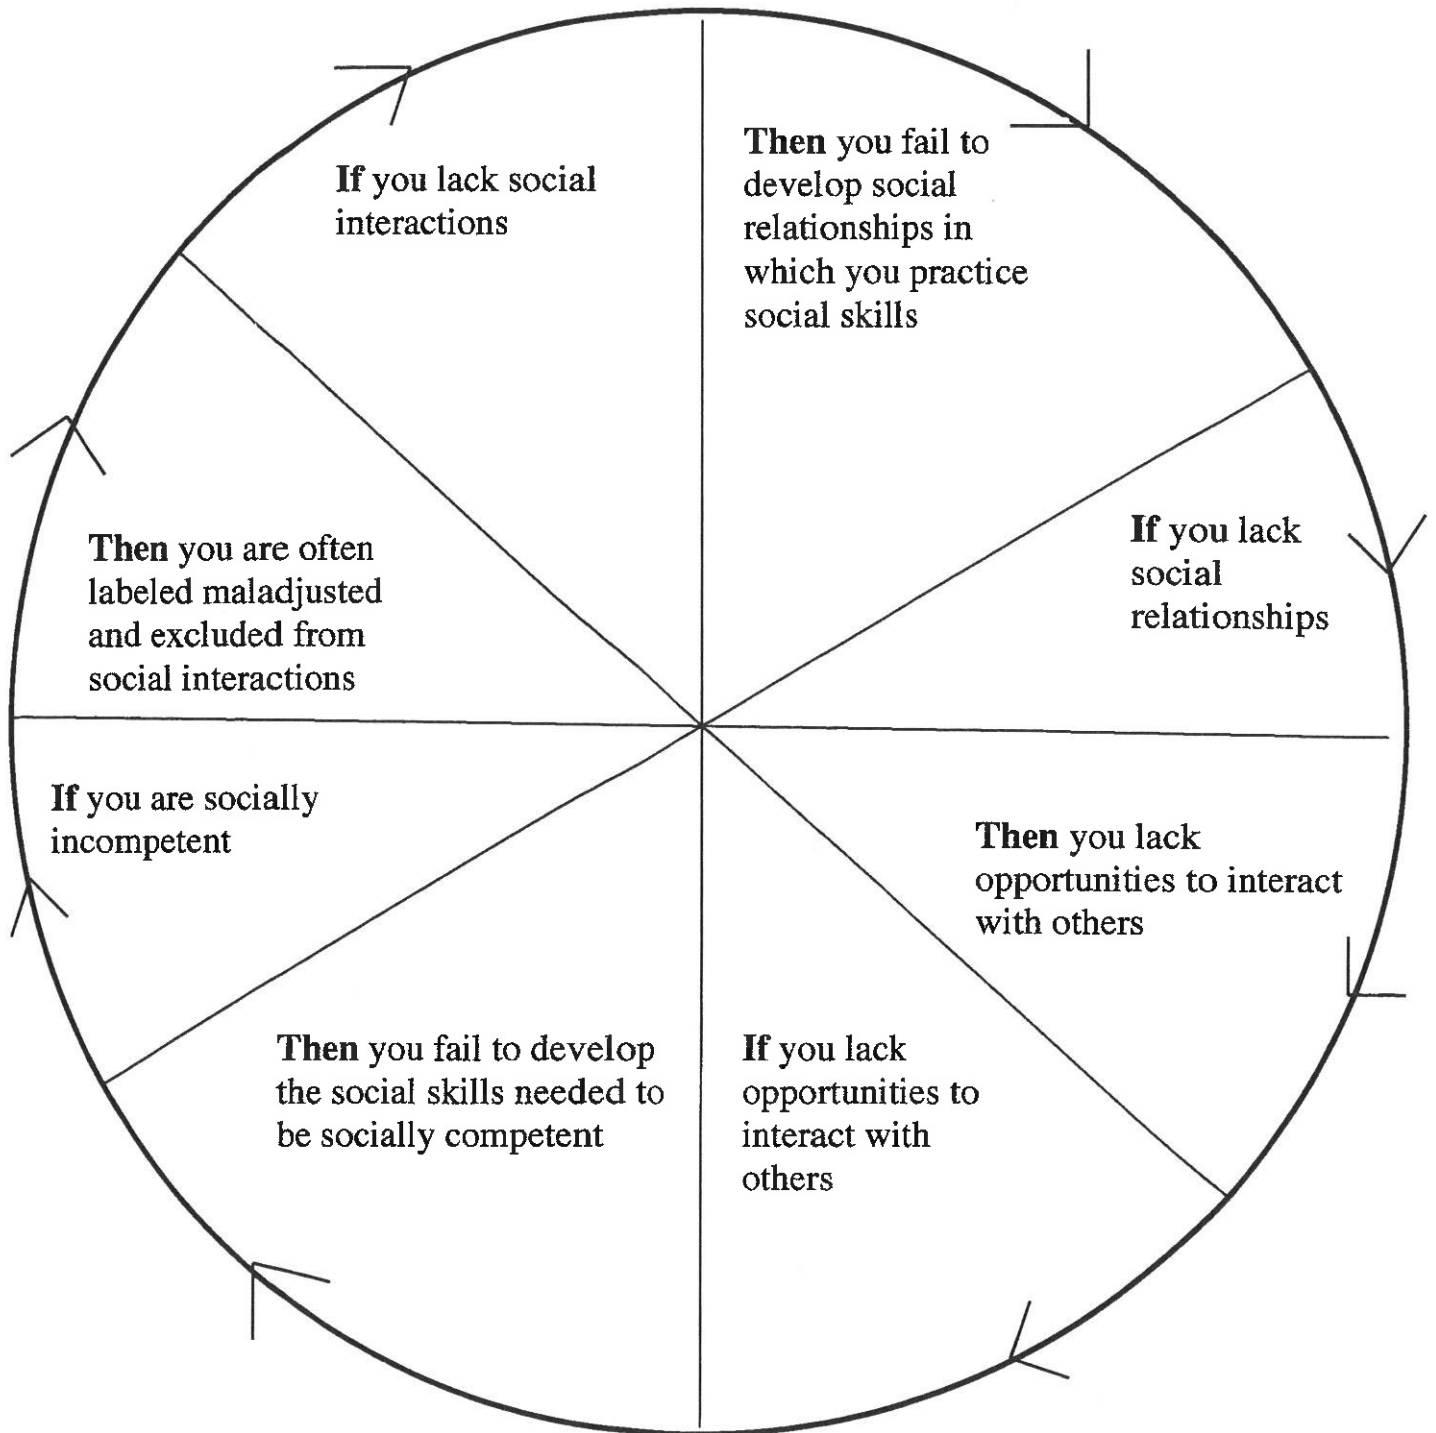 If you lack social
interactions
Then you fail to
develop social
relationships in
which you practice
social skills
If you lack
social
relationships
Then you lack
opportunities to interact
with others
If you lack
opportunities to
interact with
others
Then you fail to develop
the social skills needed to
be socially competent
If you are socially
incompetent
Then you are often
labeled maladjusted
and excluded from
social interactions